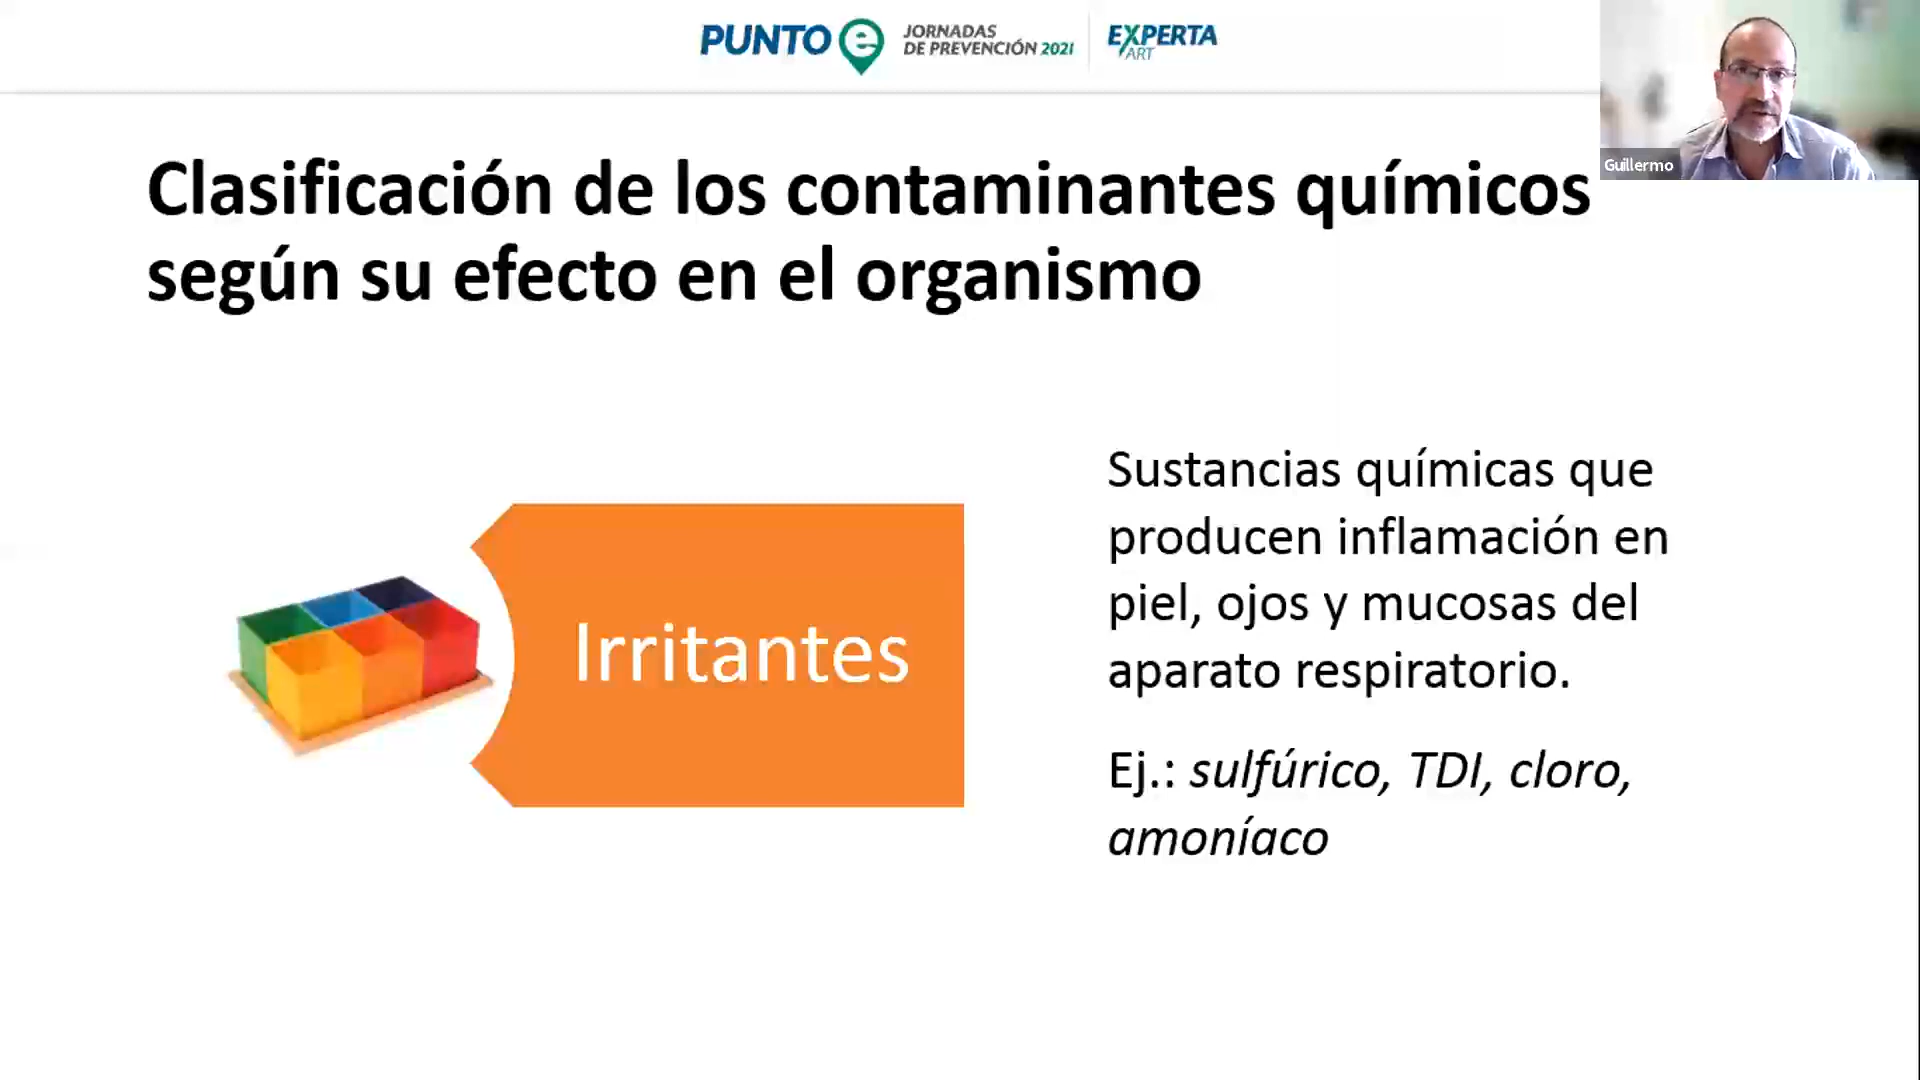 PUNTO e JORNADAS
DE PREVENCIÓN 2021
EXPERTA
ART
Guillermo
Clasificación de los contaminantes químicos
según su efecto en el organismo
Irritantes
Sustancias químicas que
producen inflamación en
piel, ojos y mucosas del
aparato respiratorio.
Ej.: sulfúrico, TDI, cloro,
amoníaco